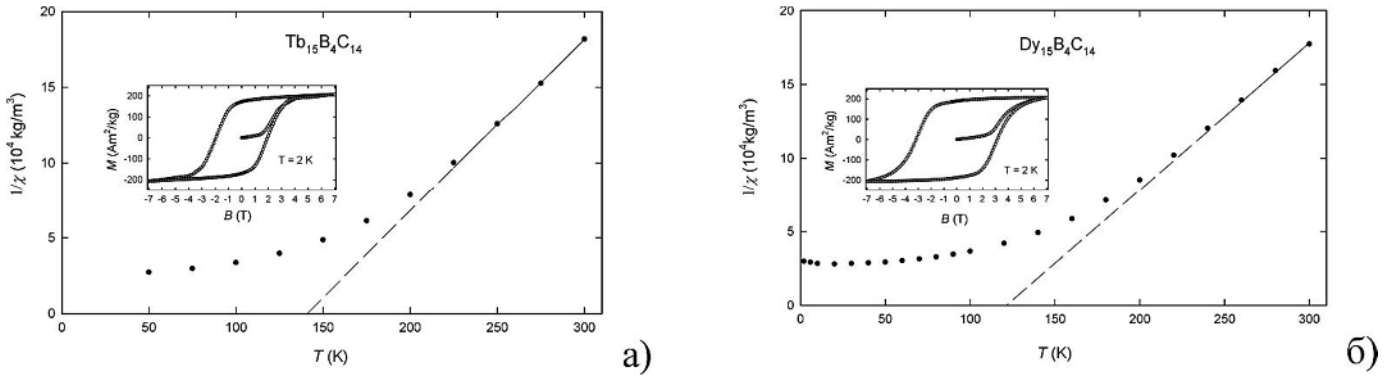 Tb₁₅B₄C₁₄
1/χ (10⁴ kg/m³)
20
15
10
5
0
M (Am²/kg)
200
100
0
-100
-200
T = 2 K
-7 -6 -5 -4 -3 -2 -1 0 1 2 3 4 5 6 7
B (T)
0 50 100 150 200 250 300
T (K)
а)
Dy₁₅B₄C₁₄
1/χ (10⁴kg/m³)
20
15
10
5
0
M (Am²/kg)
200
100
0
-100
-200
T = 2 K
-7 -6 -5 -4 -3 -2 -1 0 1 2 3 4 5 6 7
B (T)
0 50 100 150 200 250 300
T (K)
б)